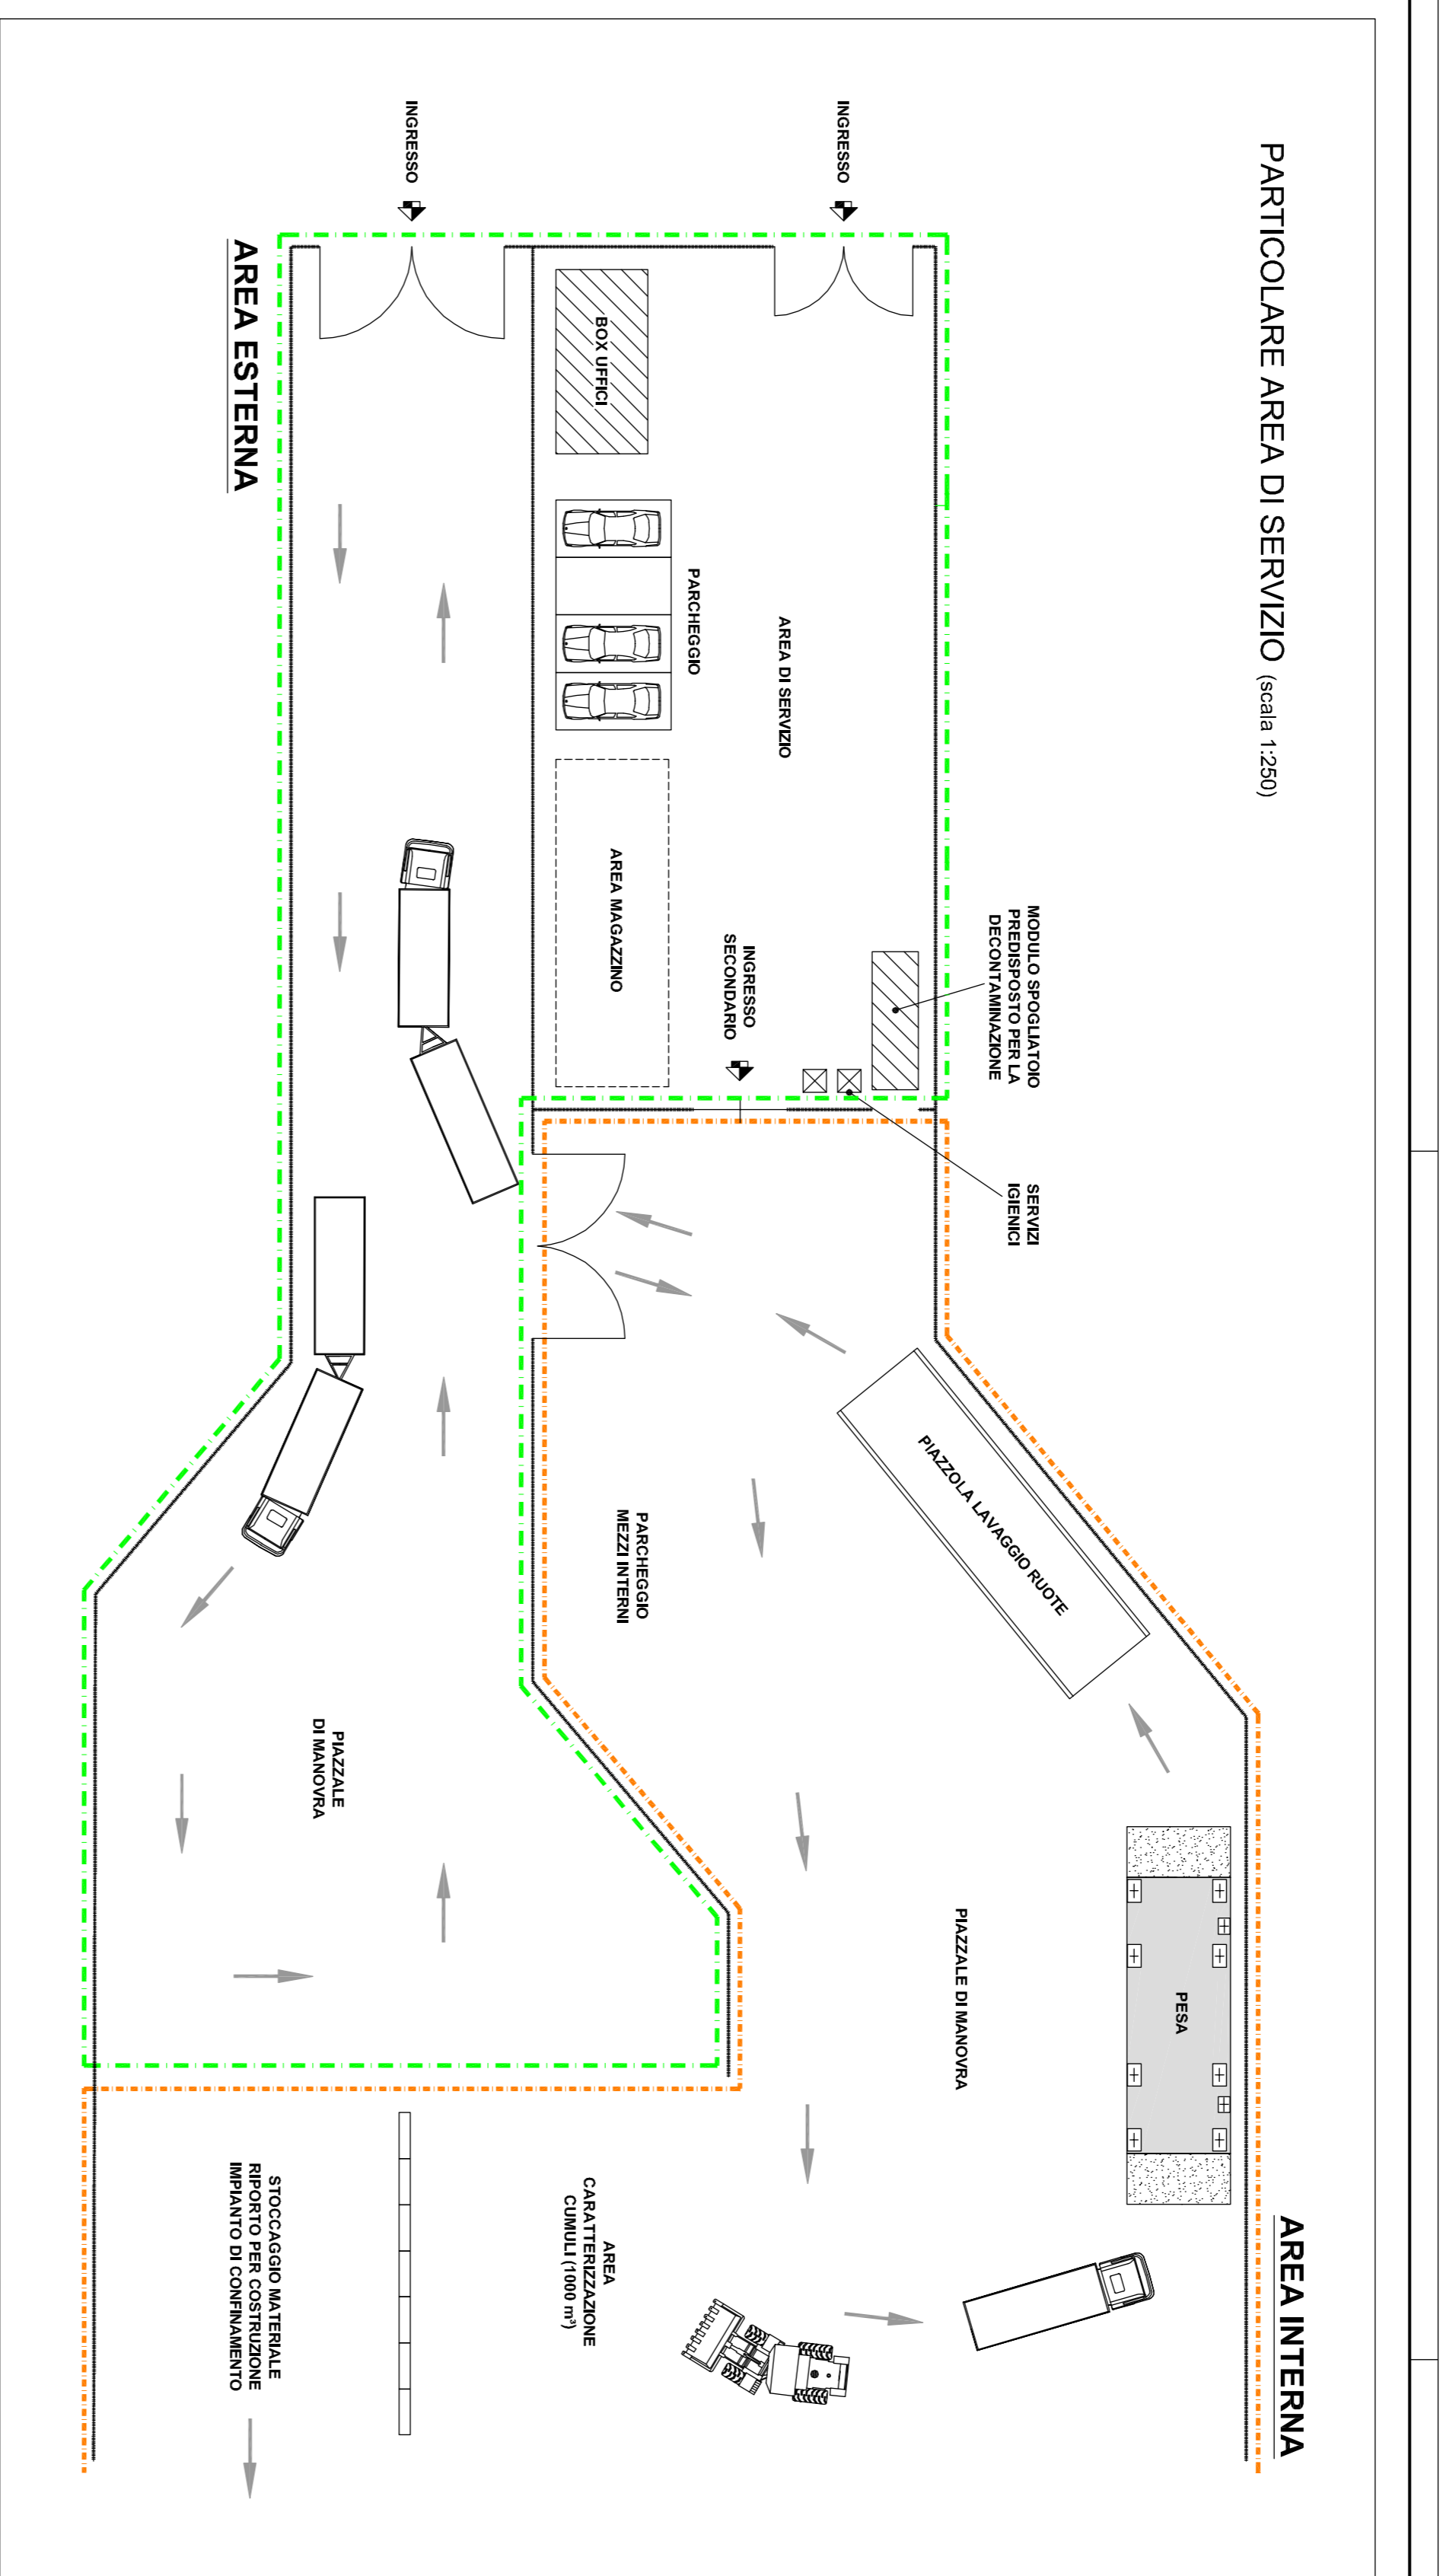 PARTICOLARE AREA DI SERVIZIO (scala 1:250)
AREA INTERNA
MODULO SPOGLIATOIO
PREDISPOSTO PER LA
DECONTAMINAZIONE
SERVIZI
IGIENICI
PESA
PIAZZOLA LAVAGGIO RUOTE
PIAZZALE DI MANOVRA
INGRESSO
AREA DI SERVIZIO
INGRESSO
SECONDARIO
PARCHEGGIO
BOX UFFICI
AREA MAGAZZINO
PARCHEGGIO
MEZZI INTERNI
AREA
CARATTERIZZAZIONE
CUMULI (1000 m³)
INGRESSO
PIAZZALE
DI MANOVRA
STOCCAGGIO MATERIALE
RIPORTO PER COSTRUZIONE
IMPIANTO DI CONFINAMENTO
AREA ESTERNA